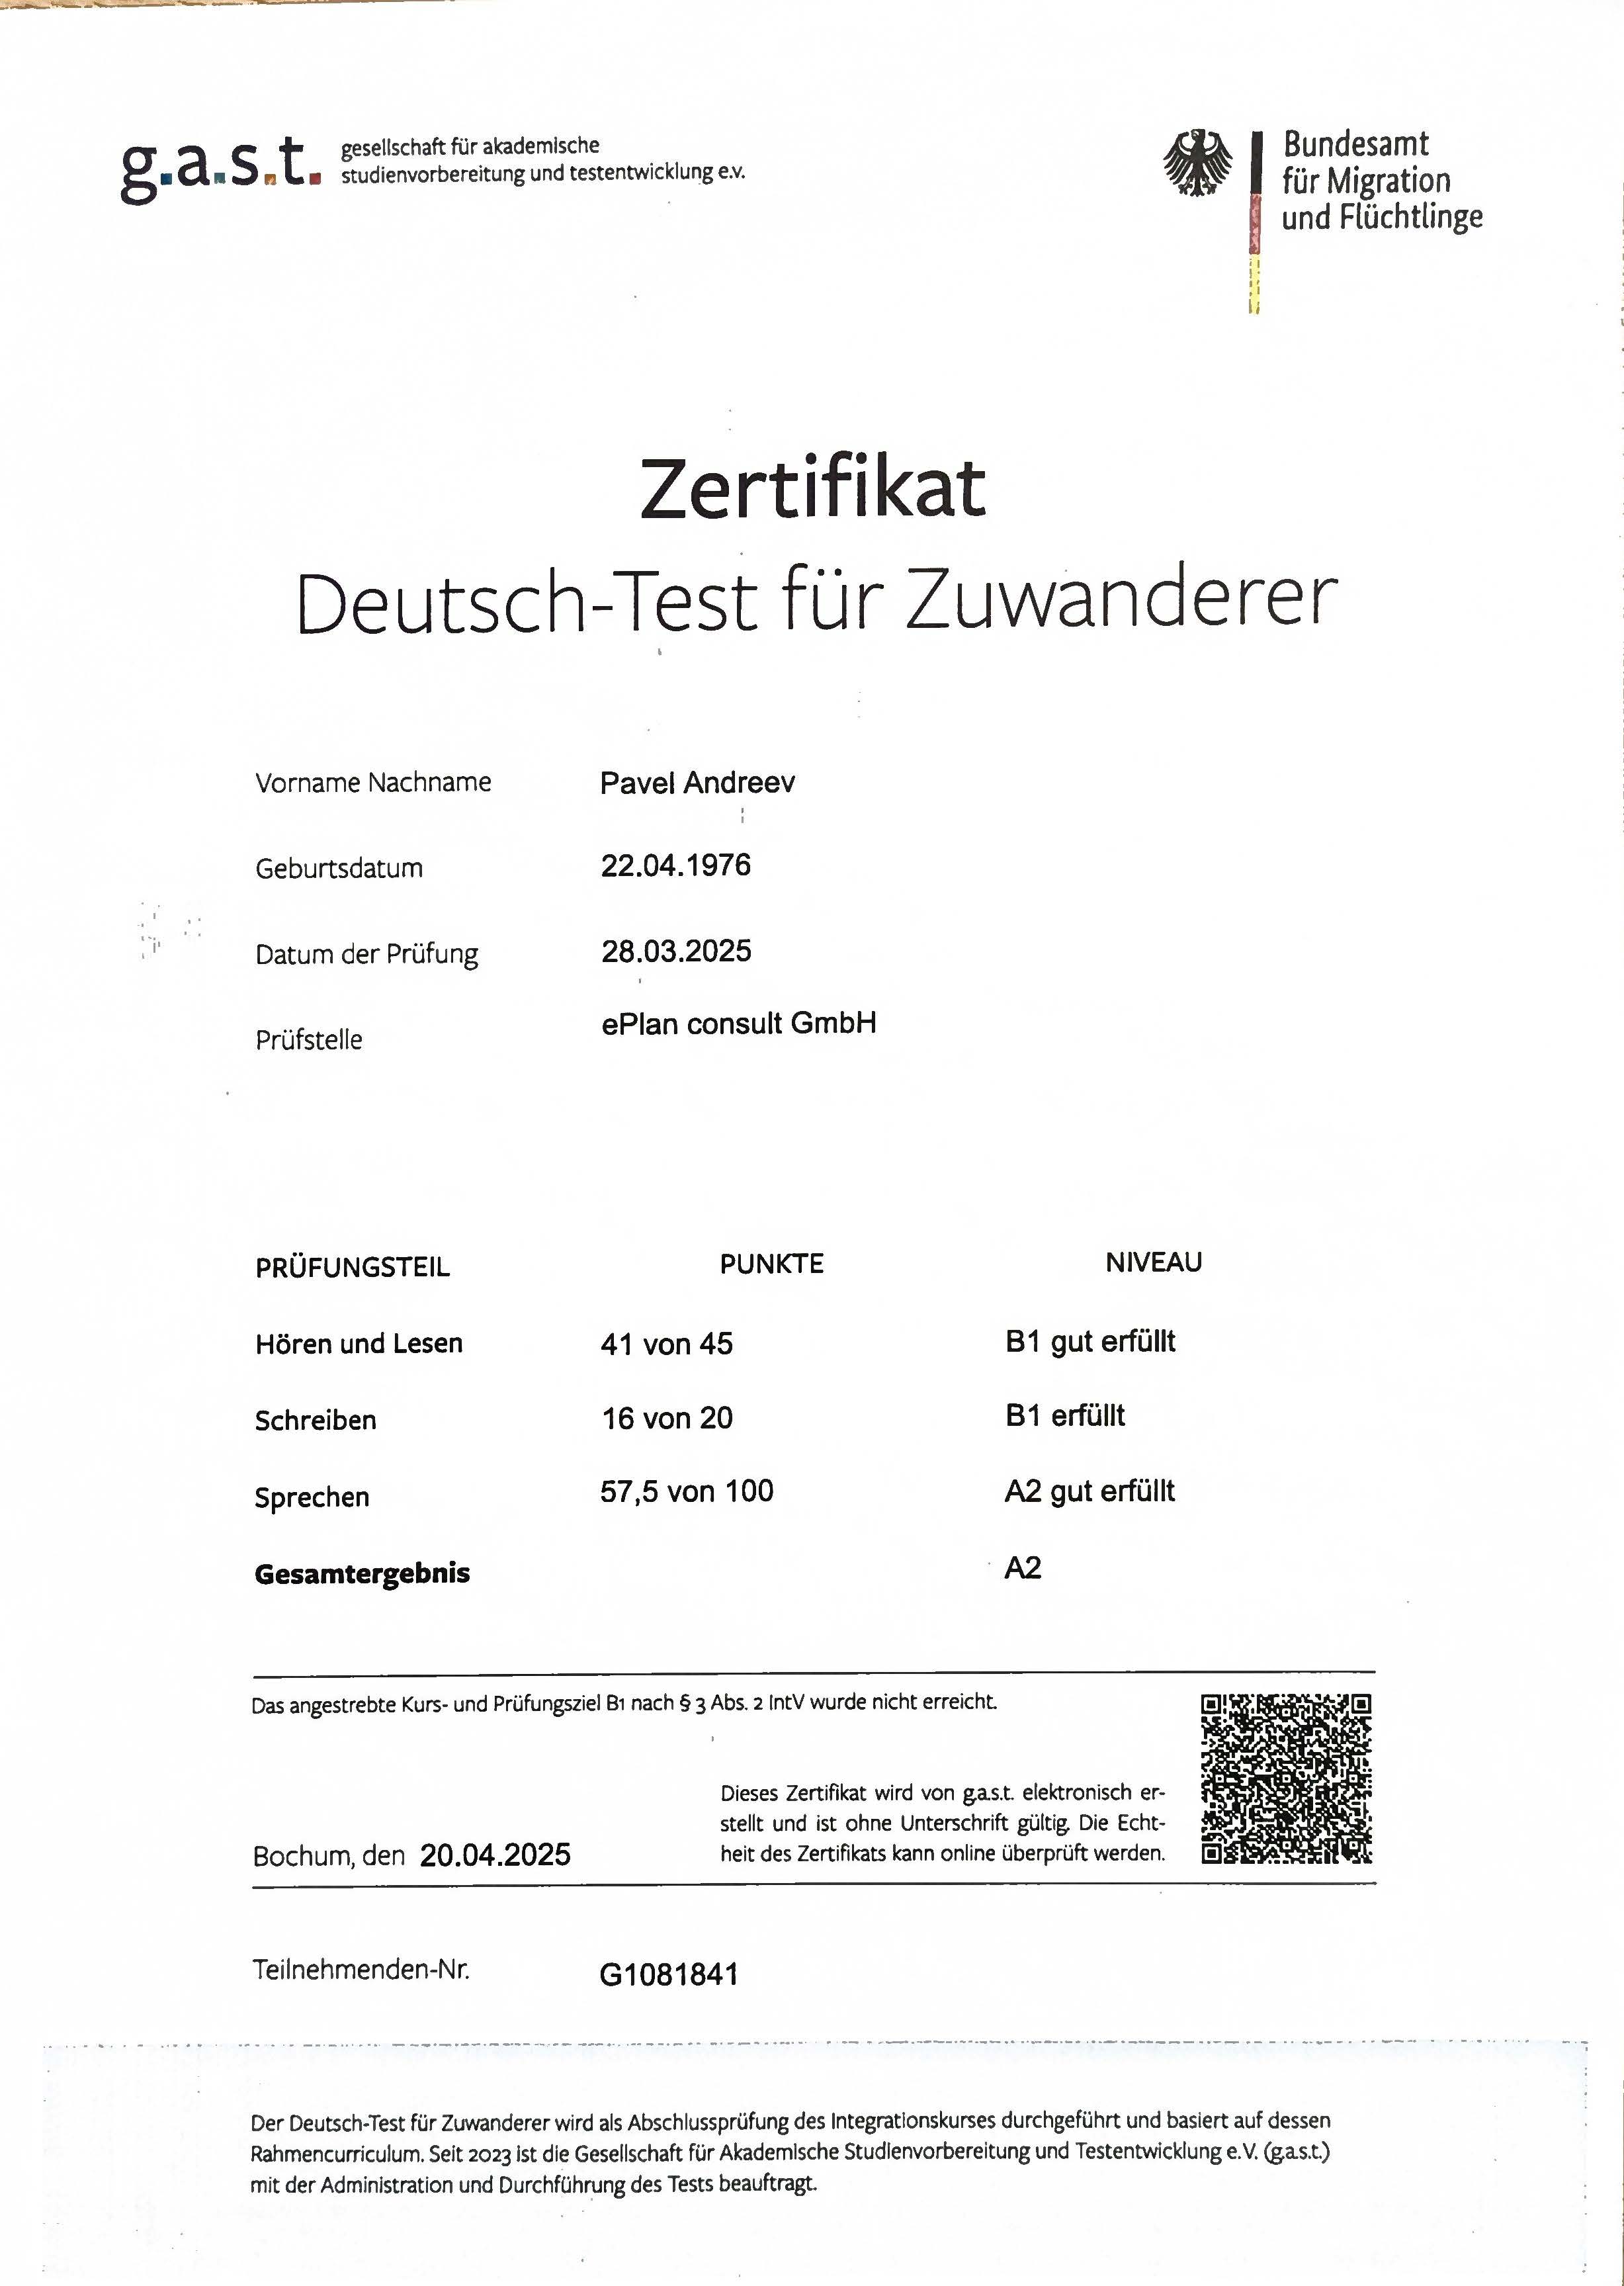 g.a.s.t. gesellschaft für akademische
studienvorbereitung und testentwicklung e.v.
Bundesamt
für Migration
und Flüchtlinge
Zertifikat
Deutsch-Test für Zuwanderer
Vorname Nachname Pavel Andreev
Geburtsdatum 22.04.1976
Datum der Prüfung 28.03.2025
Prüfstelle ePlan consult GmbH
PRÜFUNGSTEIL PUNKTE NIVEAU
Hören und Lesen 41 von 45 B1 gut erfüllt
Schreiben 16 von 20 B1 erfüllt
Sprechen 57,5 von 100 A2 gut erfüllt
Gesamtergebnis A2
Das angestrebte Kurs- und Prüfungsziel B1 nach § 3 Abs. 2 IntV wurde nicht erreicht.
Dieses Zertifikat wird von g.a.s.t. elektronisch er-
stellt und ist ohne Unterschrift gültig. Die Echt-
heit des Zertifikats kann online überprüft werden.
Bochum, den 20.04.2025
Teilnehmenden-Nr. G1081841
Der Deutsch-Test für Zuwanderer wird als Abschlussprüfung des Integrationskurses durchgeführt und basiert auf dessen
Rahmencurriculum. Seit 2023 ist die Gesellschaft für Akademische Studienvorbereitung und Testentwicklung e.V. (g.a.s.t.)
mit der Administration und Durchführung des Tests beauftragt.